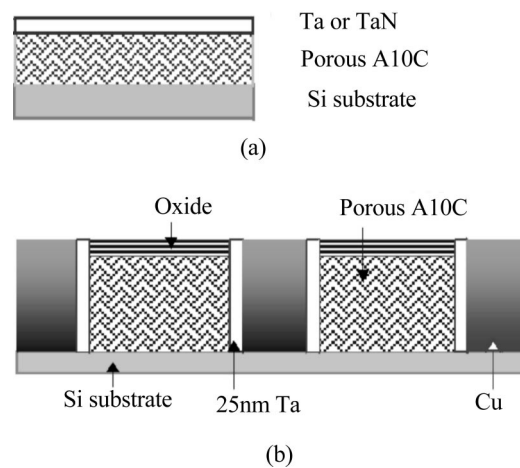 Ta or TaN
Porous A10C
Si substrate
(a)
Oxide
Porous A10C
Si substrate
25nm Ta
Cu
(b)